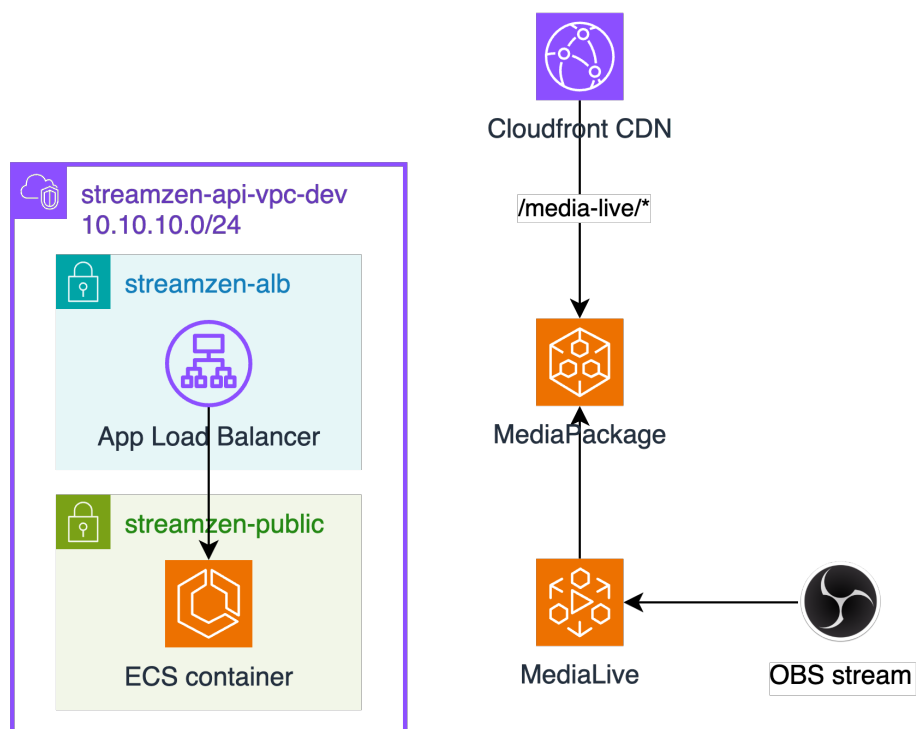 Cloudfront CDN
streamzen-api-vpc-dev
10.10.10.0/24
/media-live/*
streamzen-alb
App Load Balancer
MediaPackage
streamzen-public
ECS container
MediaLive
OBS stream